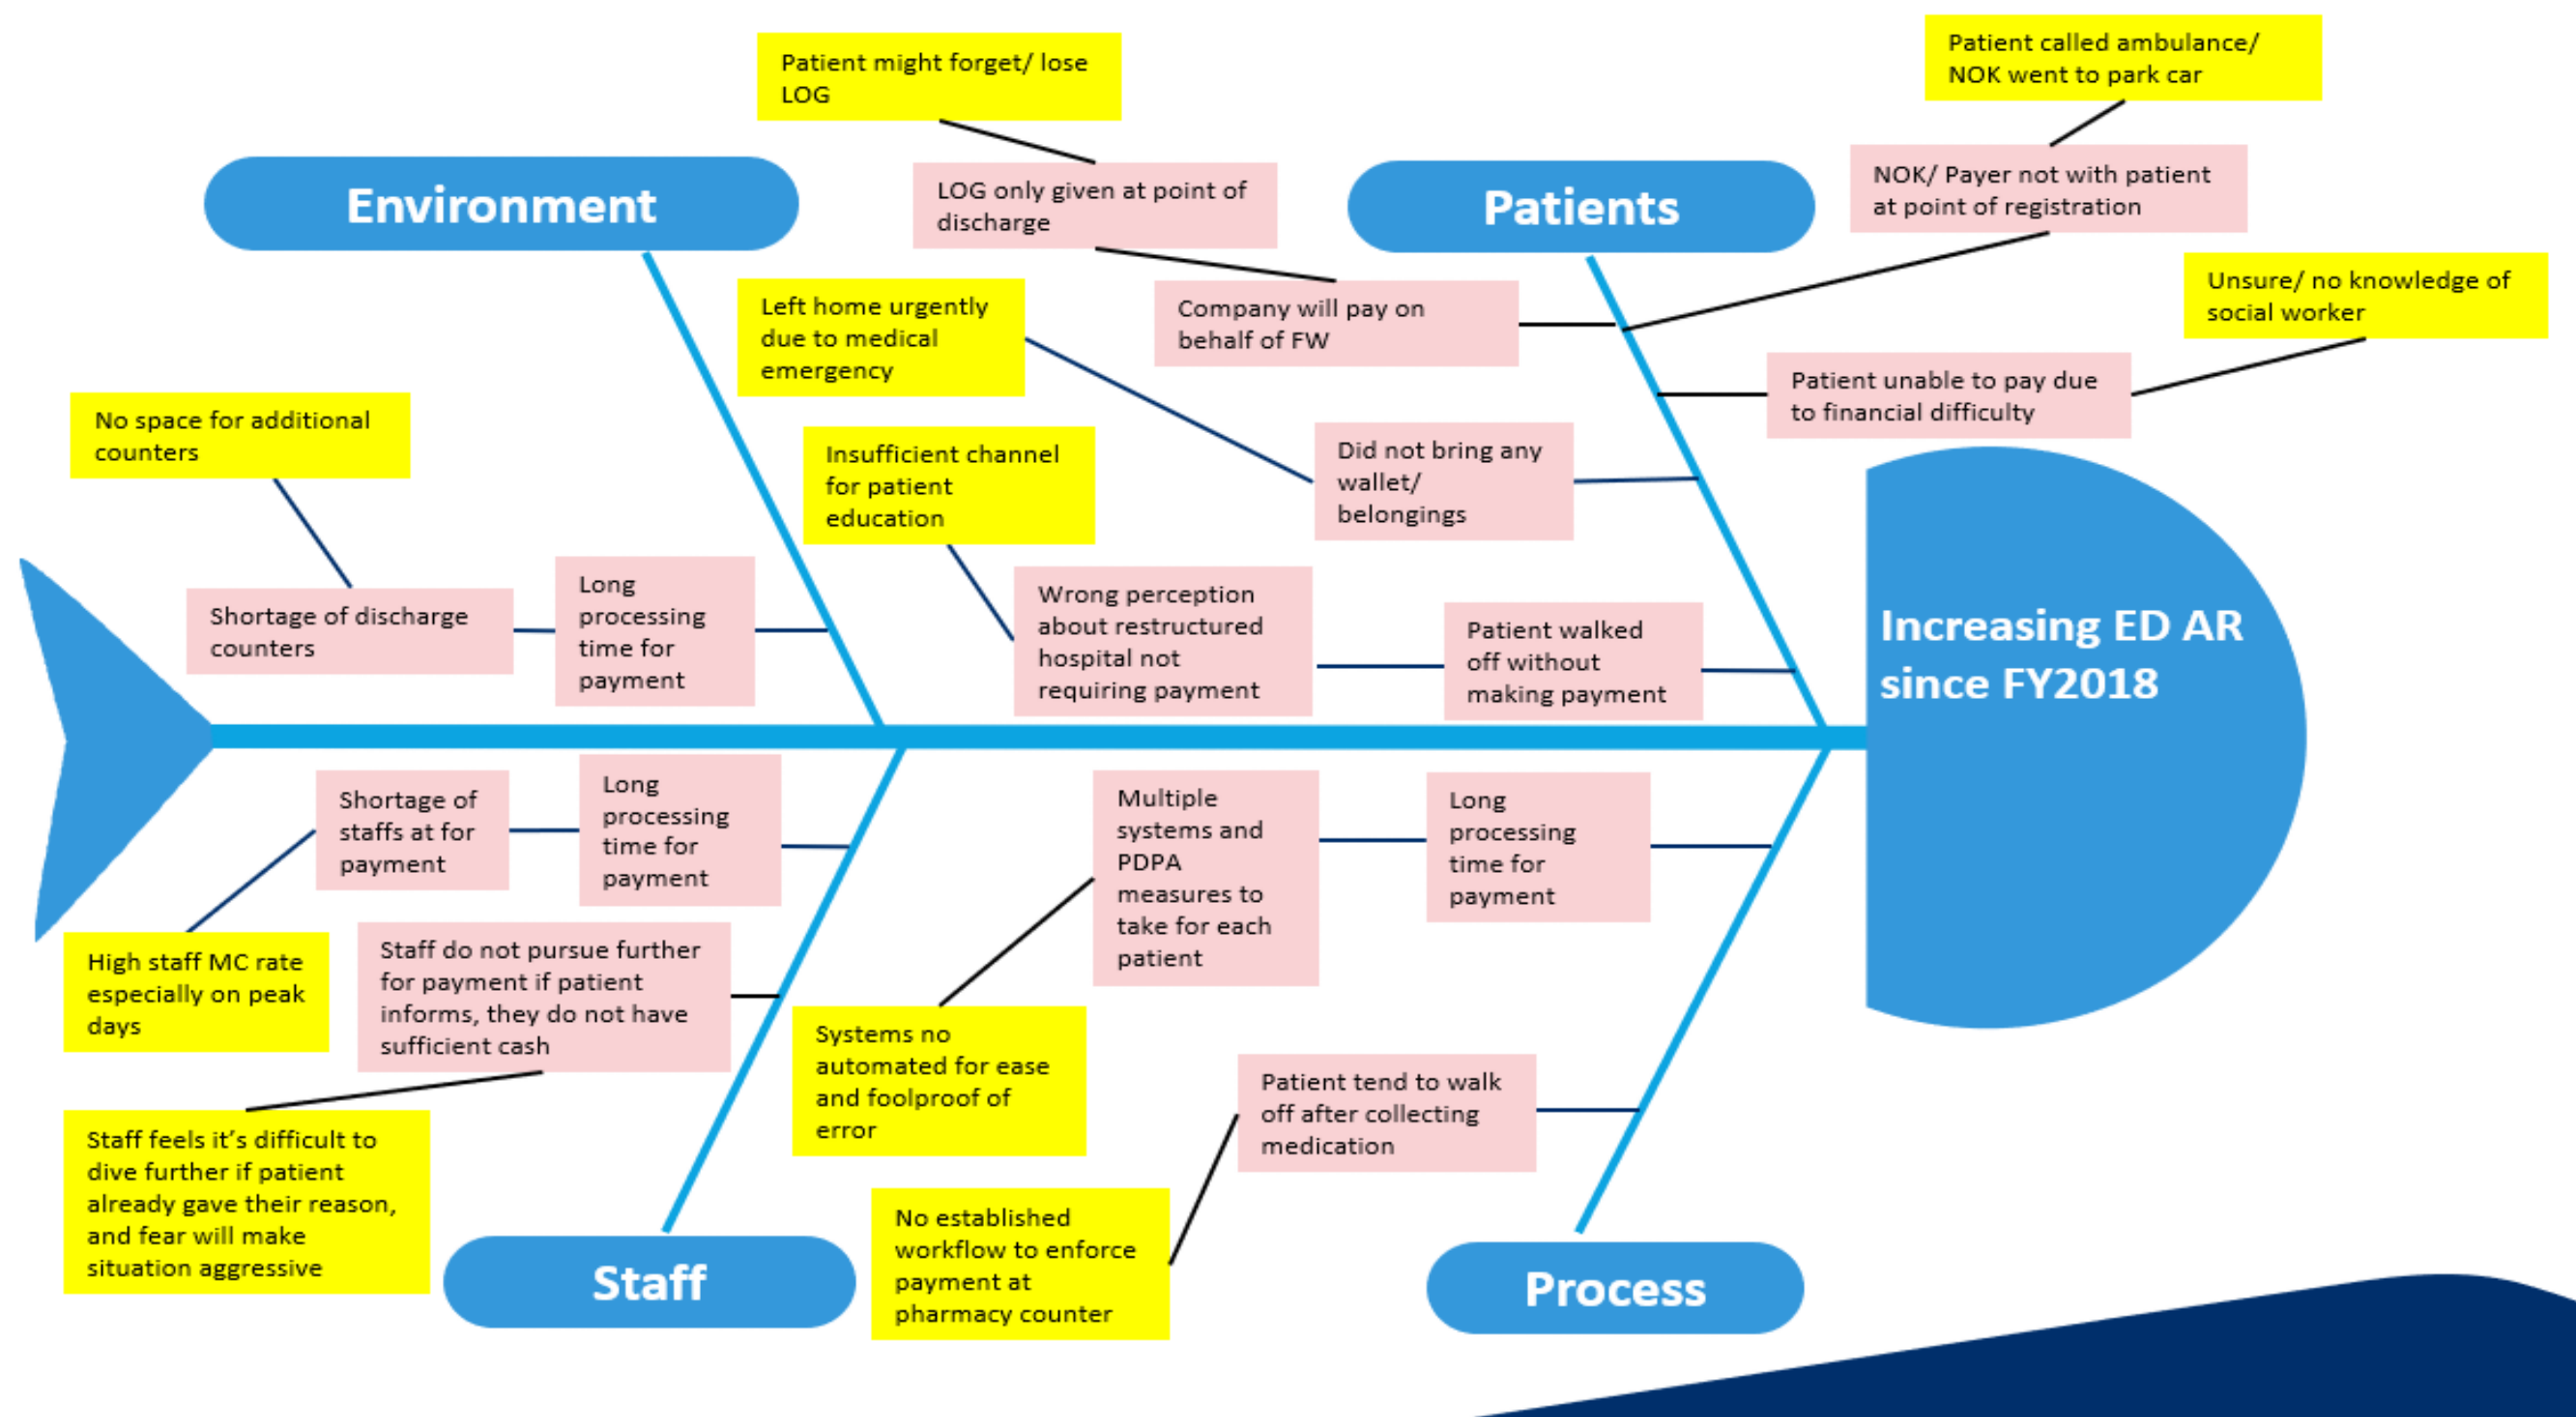 Patient called ambulance/
NOK went to park car
Patient might forget/ lose
LOG
NOK/ Payer not with patient
at point of registration
LOG only given at point of
discharge
Environment
Patients
Unsure/ no knowledge of
social worker
Left home urgently
due to medical
emergency
Company will pay on
behalf of FW
Patient unable to pay due
to financial difficulty
No space for additional
counters
Insufficient channel
for patient
education
Did not bring any
wallet/
belongings
Shortage of discharge
counters
Long
processing
time for
payment
Wrong perception
about restructured
hospital not
requiring payment
Patient walked
off without
making payment
Increasing ED AR
since FY2018
Shortage of
staffs at for
payment
Long
processing
time for
payment
Multiple
systems and
PDPA
measures to
take for each
patient
Long
processing
time for
payment
High staff MC rate
especially on peak
days
Staff do not pursue further
for payment if patient
informs, they do not have
sufficient cash
Systems no
automated for ease
and foolproof of
error
Patient tend to walk
off after collecting
medication
Staff feels it’s difficult to
dive further if patient
already gave their reason,
and fear will make
situation aggressive
No established
workflow to enforce
payment at
pharmacy counter
Staff
Process